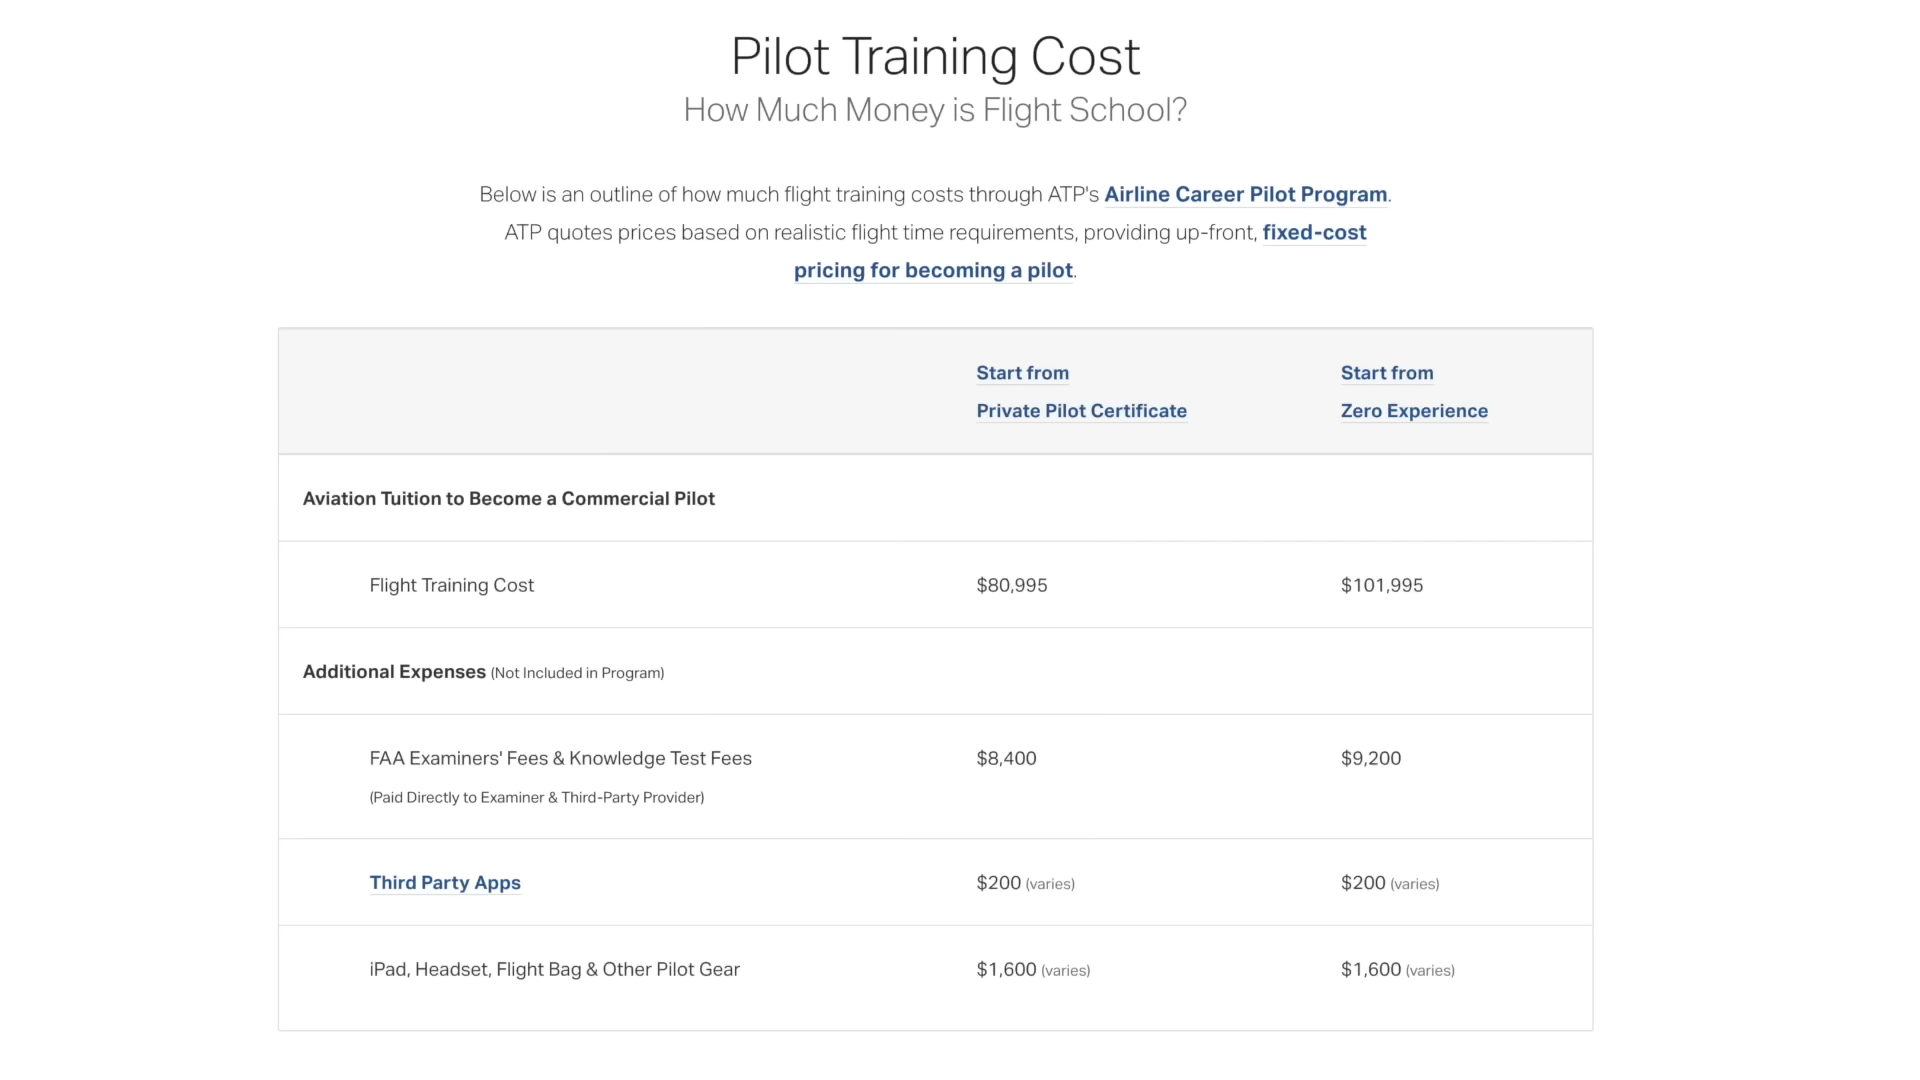 Pilot Training Cost
How Much Money is Flight School?
Below is an outline of how much flight training costs through ATP's Airline Career Pilot Program.
ATP quotes prices based on realistic flight time requirements, providing up-front, fixed-cost
pricing for becoming a pilot.
Start from Start from
Private Pilot Certificate Zero Experience
Aviation Tuition to Become a Commercial Pilot
Flight Training Cost $80,995 $101,995
Additional Expenses (Not Included in Program)
FAA Examiners' Fees & Knowledge Test Fees $8,400 $9,200
(Paid Directly to Examiner & Third-Party Provider)
Third Party Apps $200 (varies) $200 (varies)
iPad, Headset, Flight Bag & Other Pilot Gear $1,600 (varies) $1,600 (varies)